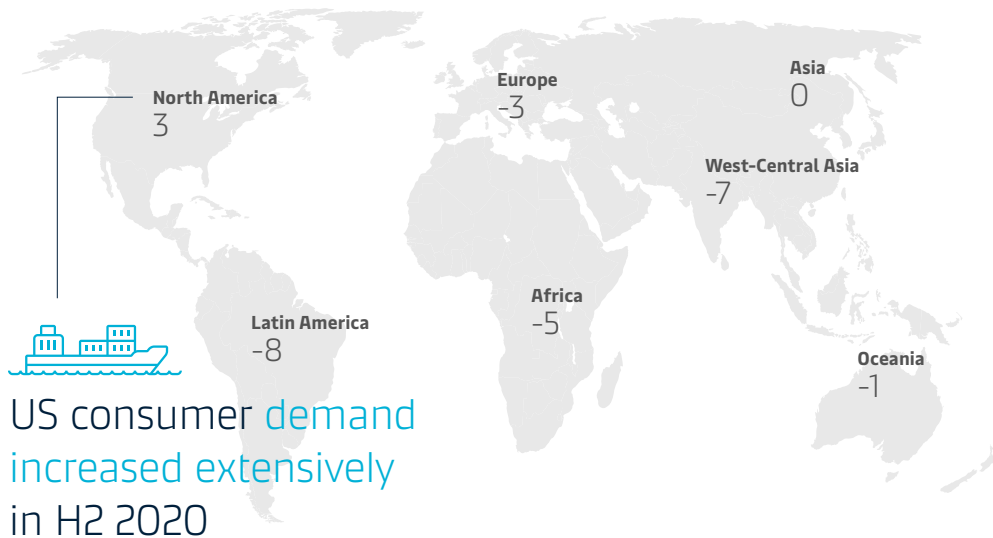 Asia
0
Europe
-3
North America
3
West-Central Asia
-7
Africa
-5
Latin America
-8
Oceania
-1
US consumer demand
increased extensively
in H2 2020